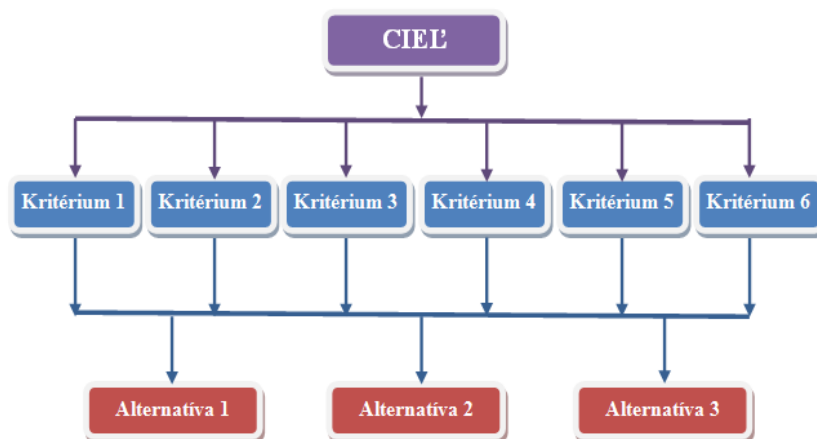 CIEĽ
Kritérium 1
Kritérium 2
Kritérium 3
Kritérium 4
Kritérium 5
Kritérium 6
Alternatíva 1
Alternatíva 2
Alternatíva 3